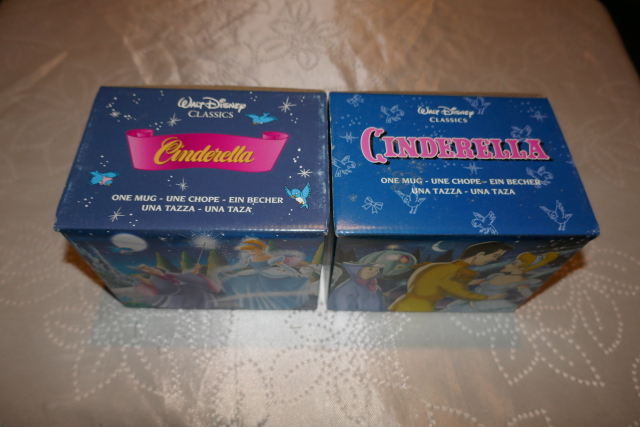 WALT DISNEY
CLASSICS
Cinderella
ONE MUG - UNE CHOPE - EIN BECHER
UNA TAZZA - UNA TAZA
WALT DISNEY
CLASSICS
CINDERELLA
ONE MUG - UNE CHOPE - EIN BECHER
UNA TAZZA - UNA TAZA